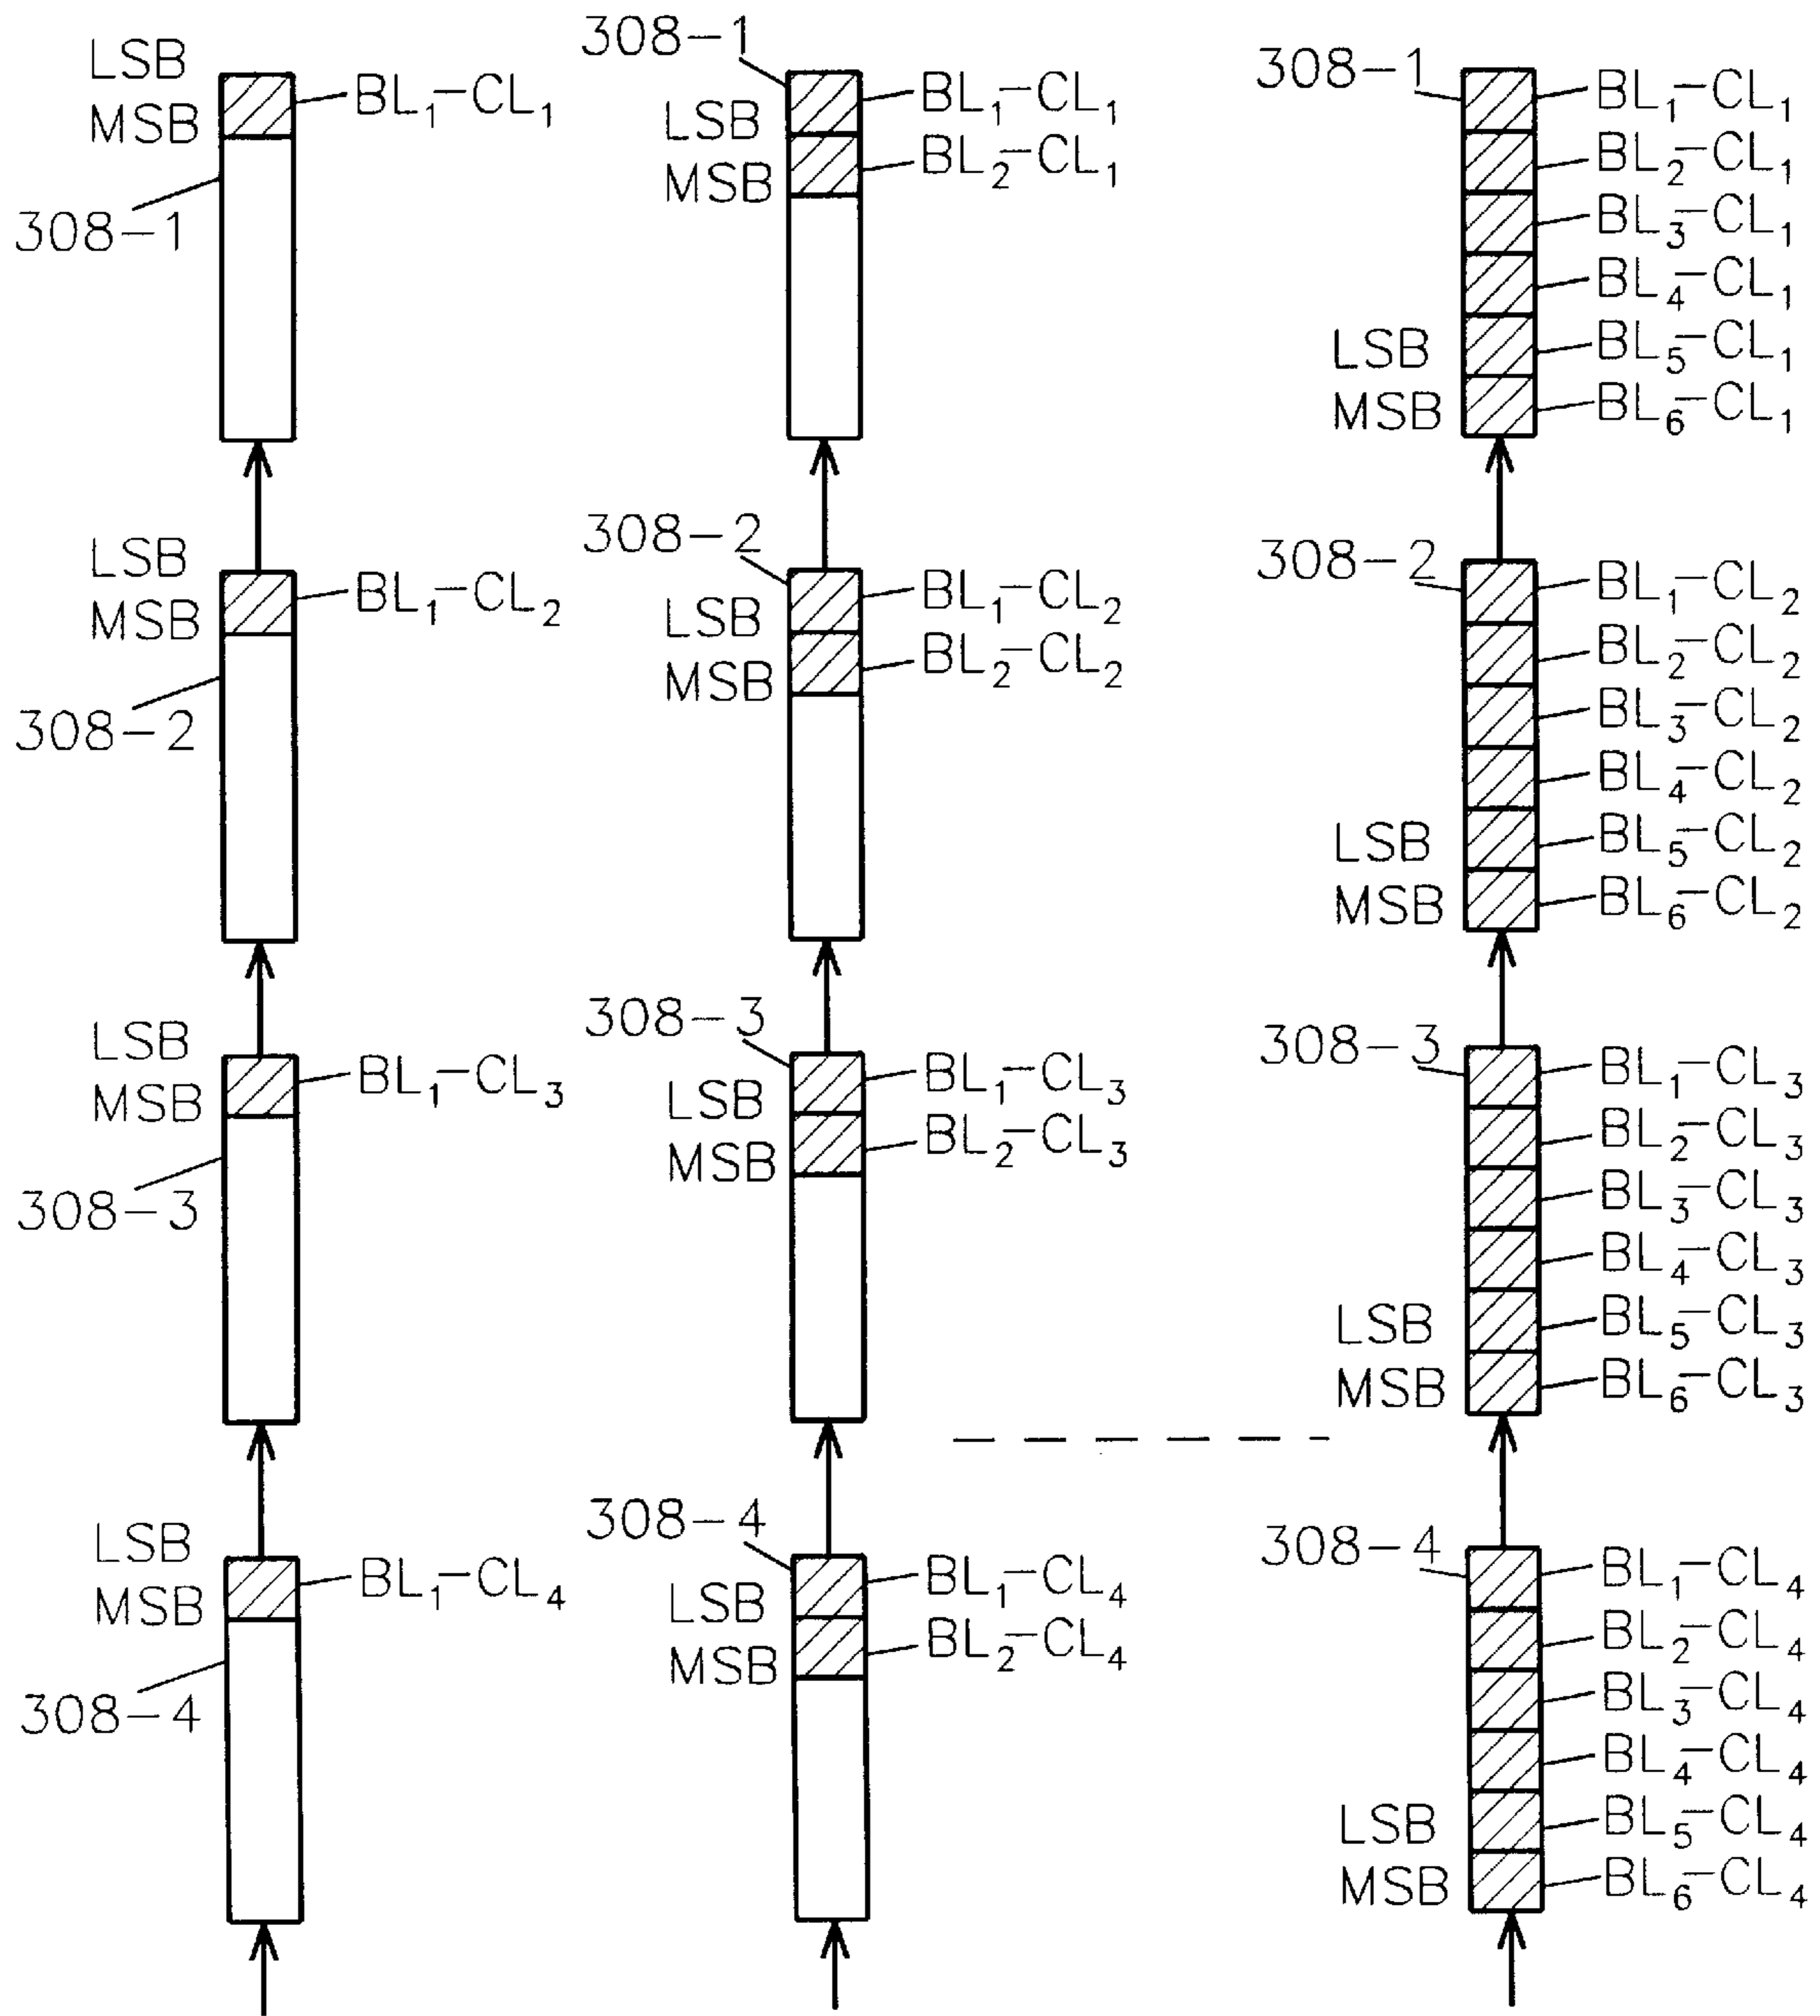 LSB
MSB
BL₁-CL₁
308-1
LSB
MSB
BL₁-CL₂
308-2
LSB
MSB
BL₁-CL₃
308-3
LSB
MSB
BL₁-CL₄
308-4
308-1
BL₁-CL₁
LSB
BL₂-CL₁
MSB
308-2
BL₁-CL₂
LSB
BL₂-CL₂
MSB
308-3
BL₁-CL₃
LSB
BL₂-CL₃
MSB
308-4
BL₁-CL₄
LSB
BL₂-CL₄
MSB
308-1
BL₁-CL₁
BL₂-CL₁
BL₃-CL₁
BL₄-CL₁
LSB
BL₅-CL₁
MSB
BL₆-CL₁
308-2
BL₁-CL₂
BL₂-CL₂
BL₃-CL₂
BL₄-CL₂
LSB
BL₅-CL₂
MSB
BL₆-CL₂
308-3
BL₁-CL₃
BL₂-CL₃
BL₃-CL₃
BL₄-CL₃
LSB
BL₅-CL₃
MSB
BL₆-CL₃
308-4
BL₁-CL₄
BL₂-CL₄
BL₃-CL₄
BL₄-CL₄
LSB
BL₅-CL₄
MSB
BL₆-CL₄